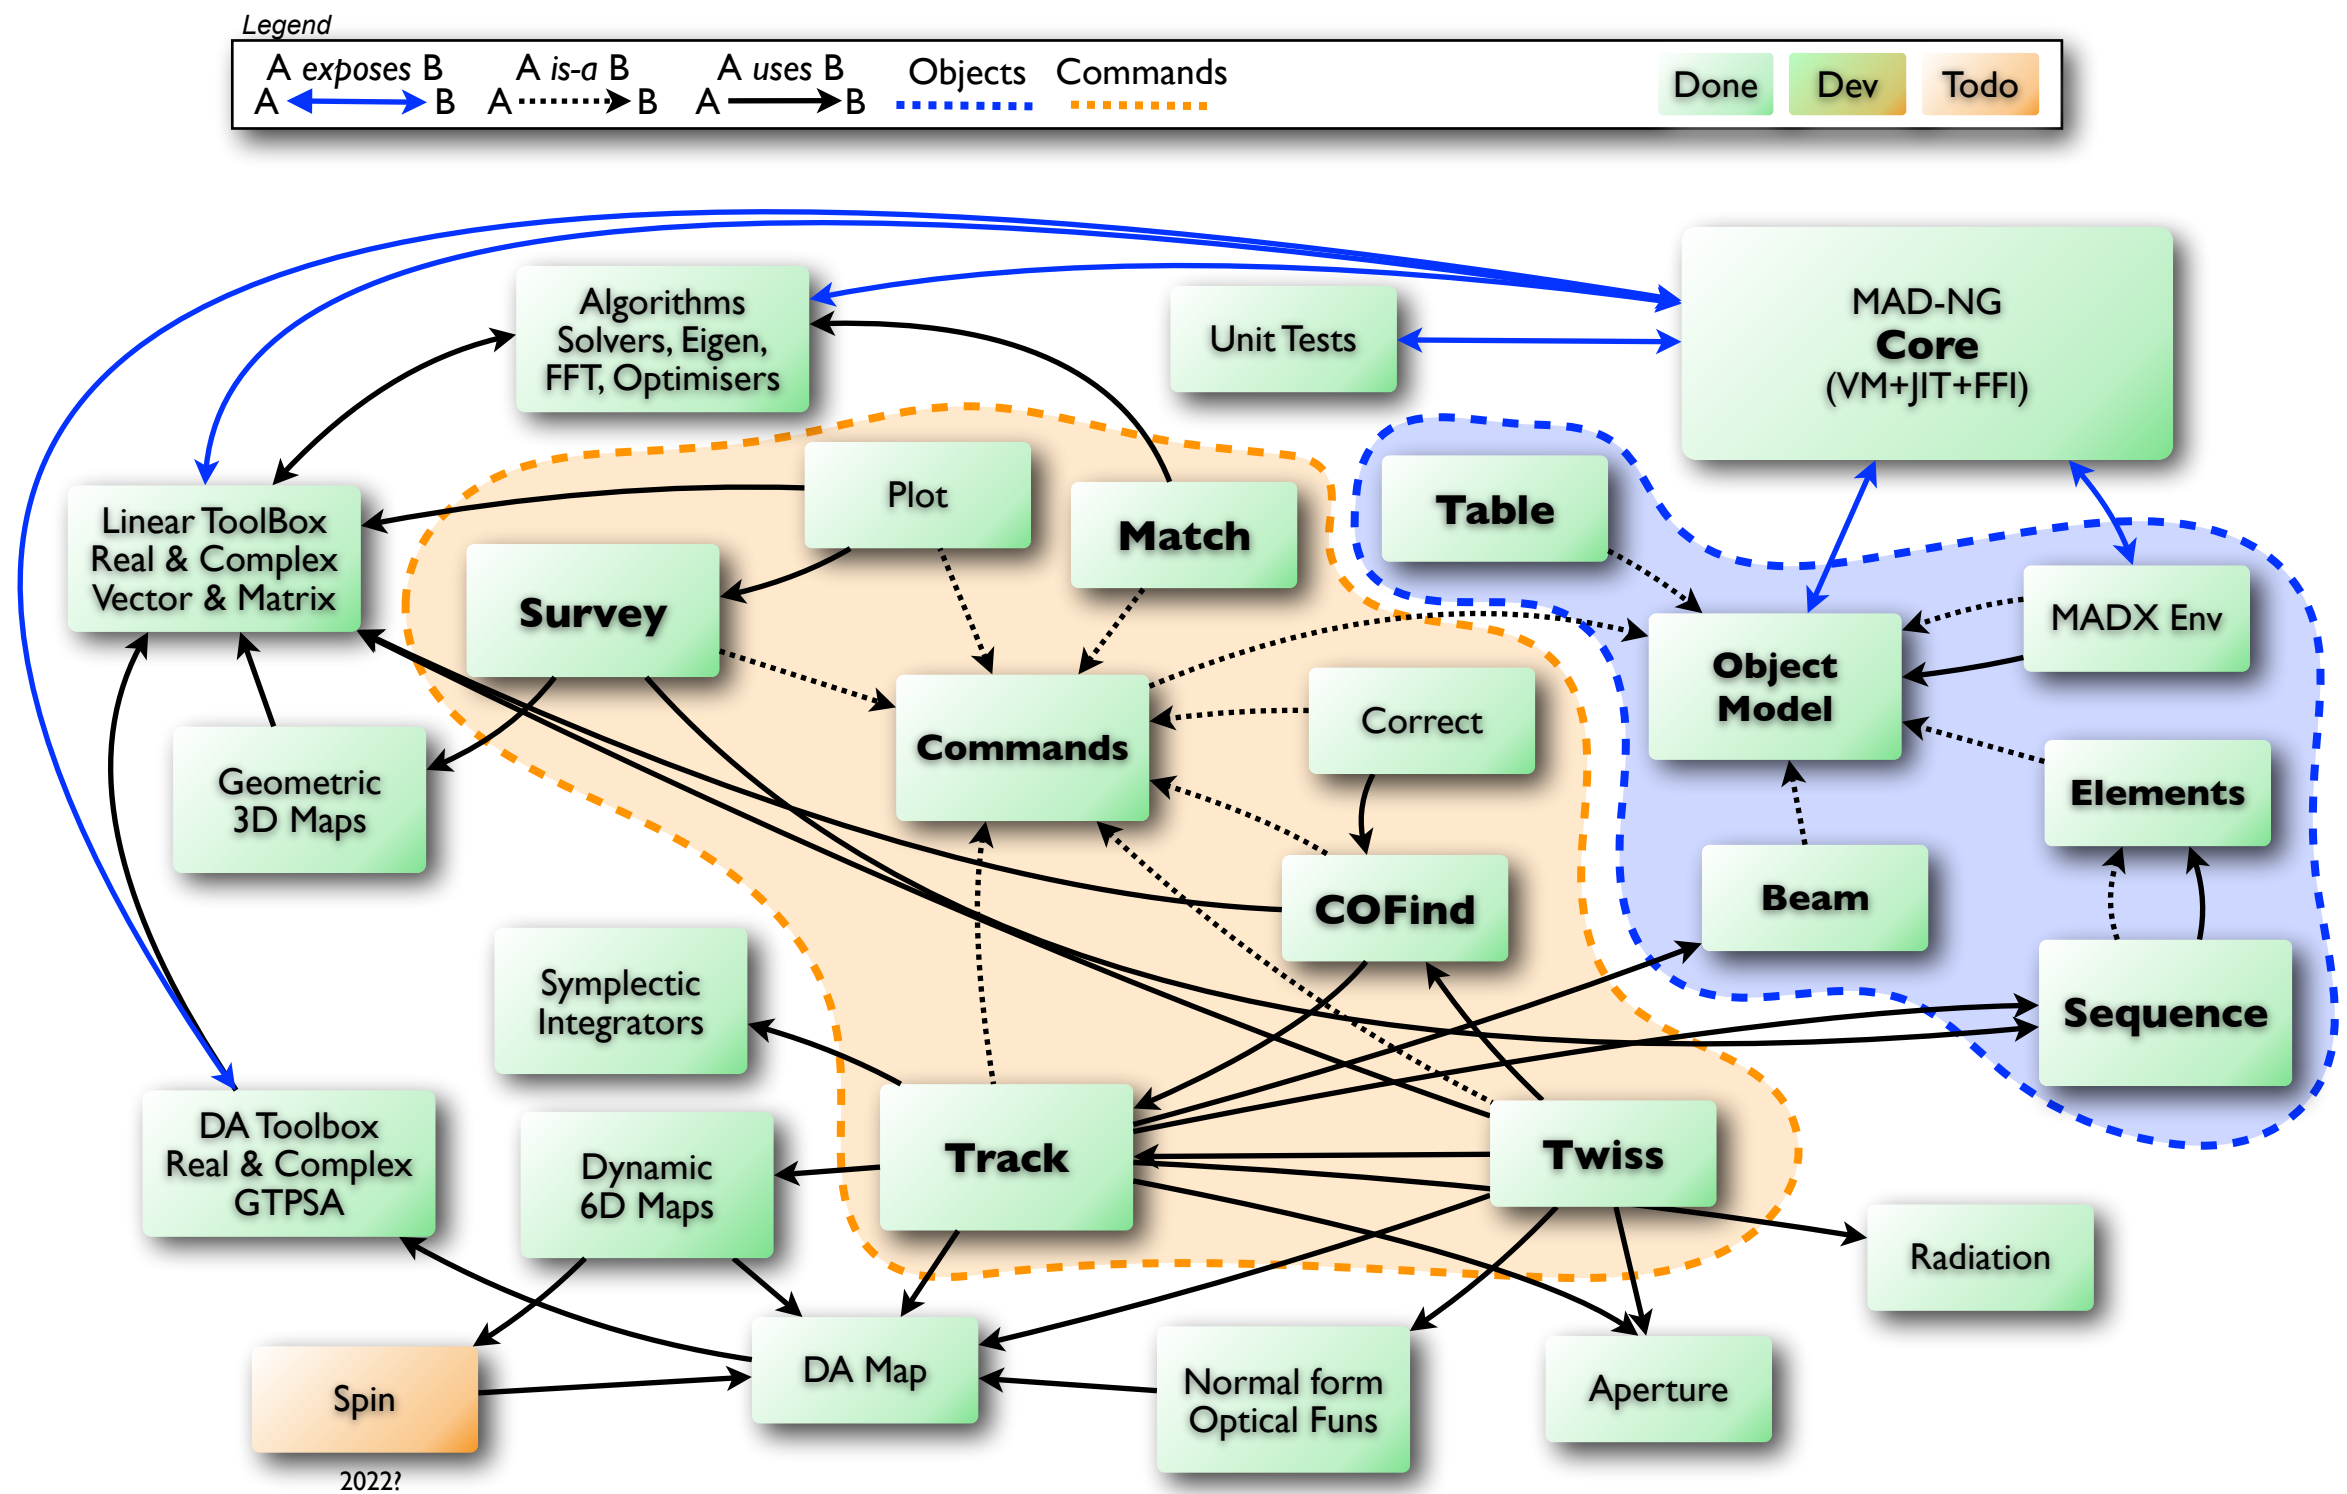 Legend
A exposes B
A B
A is-a B
A B
A uses B
A B
Objects
Commands
Done
Dev
Todo
MAD-NG
Core
(VM+JIT+FFI)
Algorithms
Solvers, Eigen,
FFT, Optimisers
Unit Tests
Plot
Match
Table
Linear ToolBox
Real & Complex
Vector & Matrix
Survey
MADX Env
Object
Model
Commands
Correct
Geometric
3D Maps
Elements
COFind
Beam
Symplectic
Integrators
Sequence
DA Toolbox
Real & Complex
GTPSA
Dynamic
6D Maps
Track
Twiss
Radiation
Spin
2022?
DA Map
Normal form
Optical Funs
Aperture